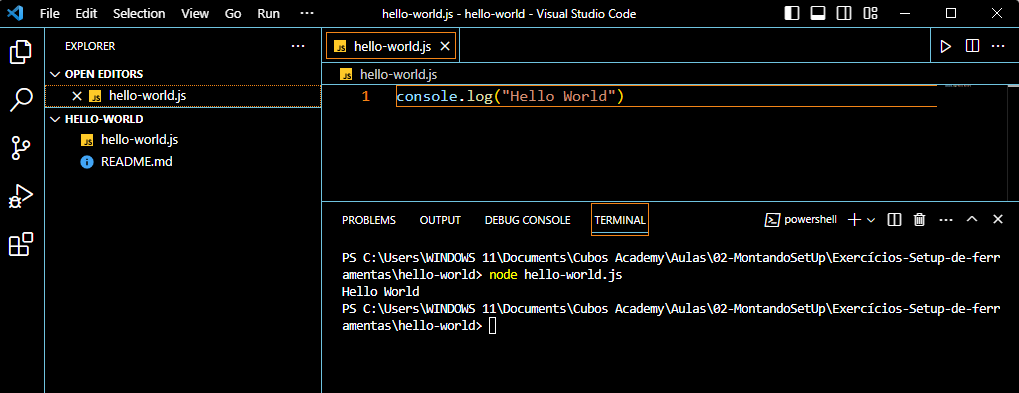 File Edit Selection View Go Run ··· hello-world.js - hello-world - Visual Studio Code
EXPLORER ···
OPEN EDITORS
JS hello-world.js
HELLO-WORLD
JS hello-world.js
README.md
JS hello-world.js
JS hello-world.js
1 console.log("Hello World")
PROBLEMS OUTPUT DEBUG CONSOLE TERMINAL powershell
PS C:\Users\WINDOWS 11\Documents\Cubos Academy\Aulas\02-MontandoSetUp\Exercícios-Setup-de-ferr
amentas\hello-world> node hello-world.js
Hello World
PS C:\Users\WINDOWS 11\Documents\Cubos Academy\Aulas\02-MontandoSetUp\Exercícios-Setup-de-ferr
amentas\hello-world>